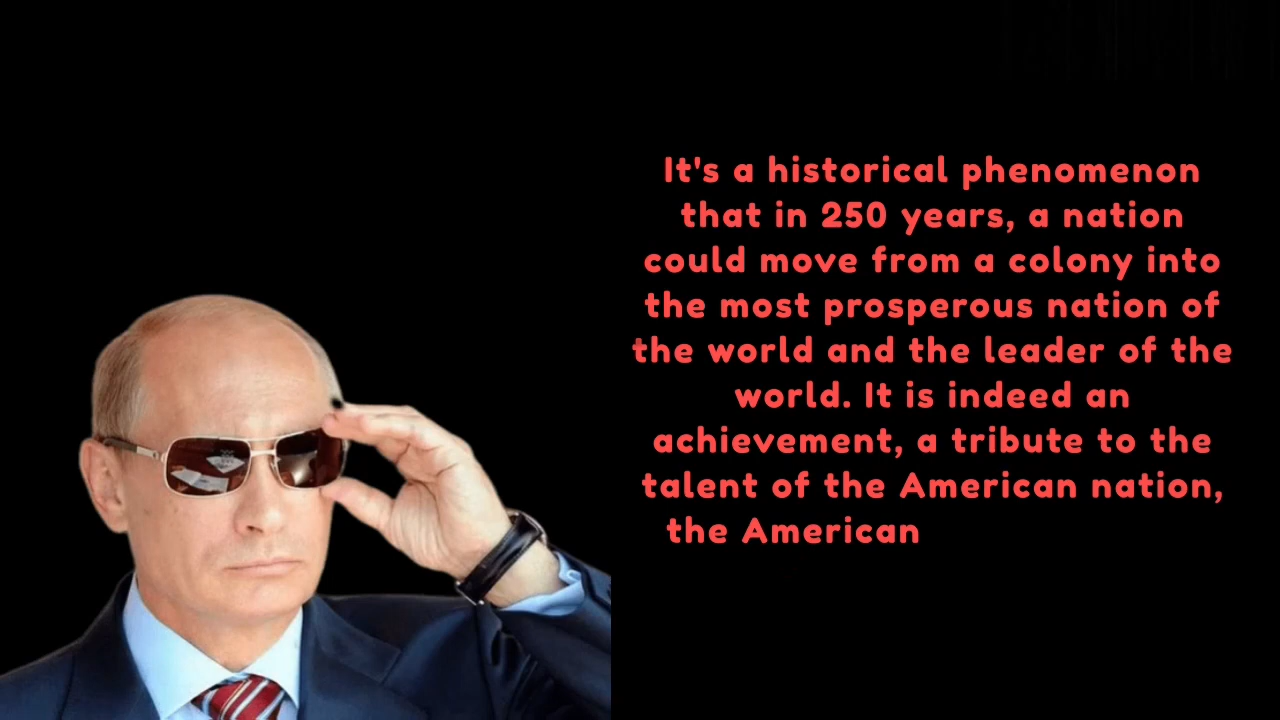 It's a historical phenomenon
that in 250 years, a nation
could move from a colony into
the most prosperous nation of
the world and the leader of the
world. It is indeed an
achievement, a tribute to the
talent of the American nation,
the American